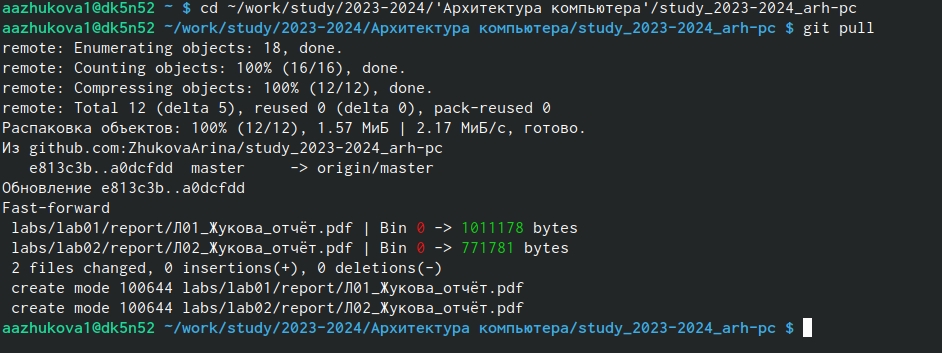 aazhukova1@dk5n52 ~ $ cd ~/work/study/2023-2024/'Архитектура компьютера'/study_2023-2024_arh-pc
aazhukova1@dk5n52 ~/work/study/2023-2024/Архитектура компьютера/study_2023-2024_arh-pc $ git pull
remote: Enumerating objects: 18, done.
remote: Counting objects: 100% (16/16), done.
remote: Compressing objects: 100% (12/12), done.
remote: Total 12 (delta 5), reused 0 (delta 0), pack-reused 0
Распаковка объектов: 100% (12/12), 1.57 МиБ | 2.17 МиБ/с, готово.
Из github.com:ZhukovaArina/study_2023-2024_arh-pc
   e813c3b..a0dcfdd  master     -> origin/master
Обновление e813c3b..a0dcfdd
Fast-forward
 labs/lab01/report/Л01_Жукова_отчёт.pdf | Bin 0 -> 1011178 bytes
 labs/lab02/report/Л02_Жукова_отчёт.pdf | Bin 0 -> 771781 bytes
 2 files changed, 0 insertions(+), 0 deletions(-)
 create mode 100644 labs/lab01/report/Л01_Жукова_отчёт.pdf
 create mode 100644 labs/lab02/report/Л02_Жукова_отчёт.pdf
aazhukova1@dk5n52 ~/work/study/2023-2024/Архитектура компьютера/study_2023-2024_arh-pc $